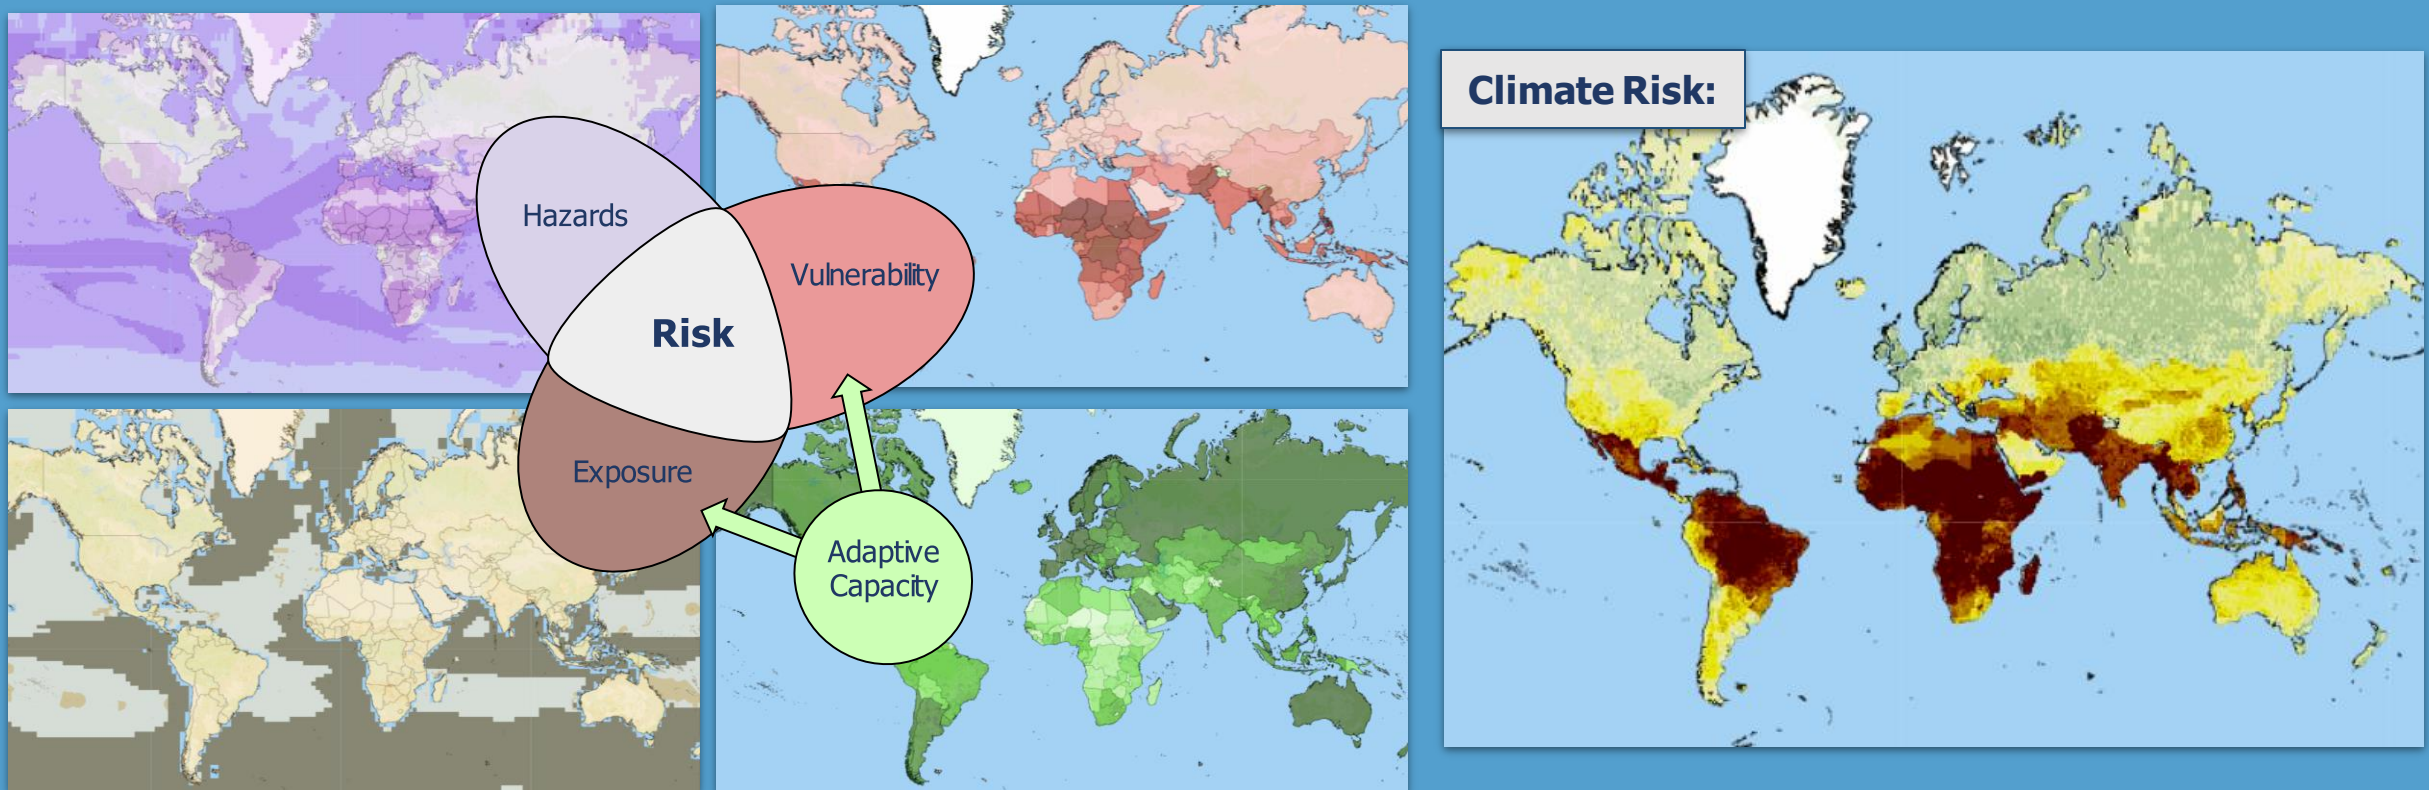 Climate Risk:
Hazards
Vulnerability
Risk
Exposure
Adaptive
Capacity